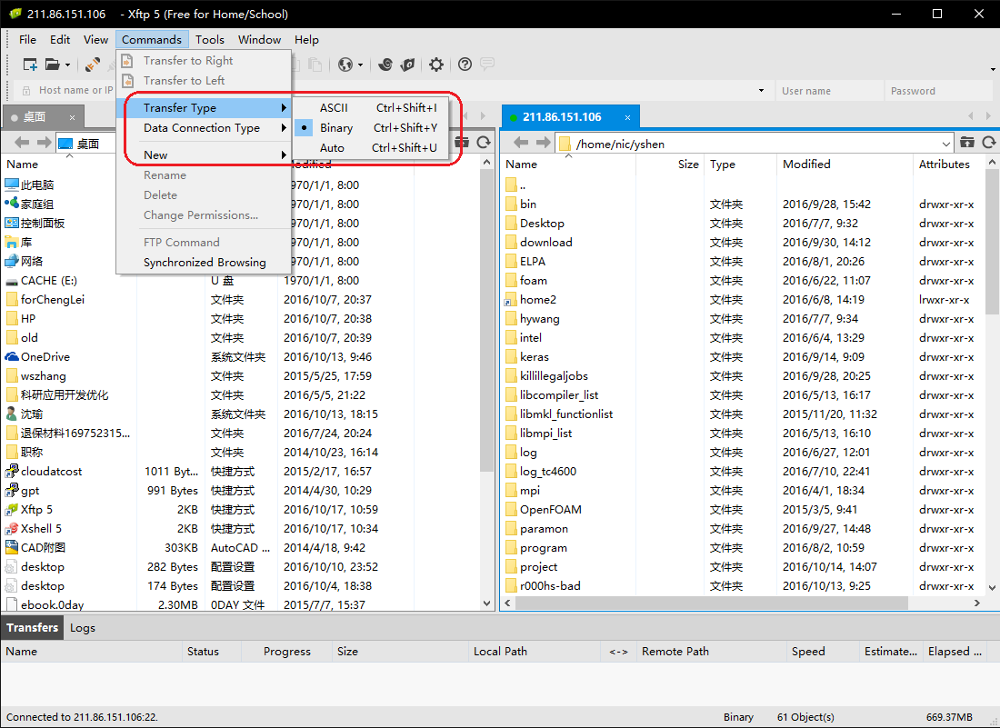 211.86.151.106 - Xftp 5 (Free for Home/School)
File Edit View Commands Tools Window Help
Transfer to Right
Transfer to Left
Host name or IP User name Password
Transfer Type ASCII Ctrl+Shift+I
Data Connection Type Binary Ctrl+Shift+Y
Auto Ctrl+Shift+U
New
Rename
Delete
Change Permissions...
FTP Command
Synchronized Browsing
桌面
桌面
Name Modified
此电脑 1970/1/1, 8:00
家庭组 1970/1/1, 8:00
控制面板 1970/1/1, 8:00
库 1970/1/1, 8:00
网络 1970/1/1, 8:00
CACHE (E:) U 盘 1970/1/1, 8:00
forChengLei 文件夹 2016/10/7, 20:37
HP 文件夹 2016/10/7, 20:38
old 文件夹 2016/10/7, 20:39
OneDrive 系统文件夹 2016/10/13, 9:46
wszhang 文件夹 2015/5/25, 17:59
科研应用开发优化 文件夹 2016/5/5, 21:22
沈瑜 系统文件夹 2016/10/13, 18:15
退保材料169752315... 文件夹 2016/7/24, 20:24
职称 文件夹 2014/10/23, 16:14
cloudatcost 1011 Byt... 快捷方式 2015/2/17, 16:57
gpt 991 Bytes 快捷方式 2014/4/30, 10:29
Xftp 5 2KB 快捷方式 2016/10/17, 10:59
Xshell 5 2KB 快捷方式 2016/10/17, 10:34
CAD附图 303KB AutoCAD ... 2014/4/18, 9:42
desktop 282 Bytes 配置设置 2016/10/10, 23:52
desktop 174 Bytes 配置设置 2016/10/4, 18:38
ebook.0day 2.30MB 0DAY 文件 2015/7/7, 15:37
211.86.151.106
/home/nic/yshen
Name Size Type Modified Attributes
..
bin 文件夹 2016/9/28, 15:42 drwxr-xr-x
Desktop 文件夹 2016/7/7, 9:32 drwxr-xr-x
download 文件夹 2016/9/30, 14:12 drwxr-xr-x
ELPA 文件夹 2016/8/1, 20:26 drwxr-xr-x
foam 文件夹 2016/6/22, 11:07 drwxr-xr-x
home2 文件夹 2016/6/8, 14:19 lrwxr-xr-x
hywang 文件夹 2016/7/7, 9:34 drwxr-xr-x
intel 文件夹 2016/6/4, 13:29 drwxr-xr-x
keras 文件夹 2016/9/14, 9:09 drwxr-xr-x
killillegaljobs 文件夹 2016/9/28, 20:25 drwxr-xr-x
libcompiler_list 文件夹 2016/5/13, 16:17 drwxr-xr-x
libmkl_functionlist 文件夹 2015/11/20, 11:32 drwxr-xr-x
libmpi_list 文件夹 2016/5/13, 16:10 drwxr-xr-x
log 文件夹 2016/6/27, 12:01 drwxr-xr-x
log_tc4600 文件夹 2016/7/10, 22:41 drwxr-xr-x
mpi 文件夹 2016/4/1, 18:34 drwxr-xr-x
OpenFOAM 文件夹 2015/3/5, 9:41 drwxr-xr-x
paramon 文件夹 2016/9/27, 14:48 drwxr-xr-x
program 文件夹 2016/8/2, 10:59 drwxr-xr-x
project 文件夹 2016/10/14, 14:07 drwxr-xr-x
r000hs-bad 文件夹 2016/10/13, 9:25 drwxr-xr-x
Transfers Logs
Name Status Progress Size Local Path <-> Remote Path Speed Estimate... Elapsed ...
Connected to 211.86.151.106:22. Binary 61 Object(s) 669.37MB